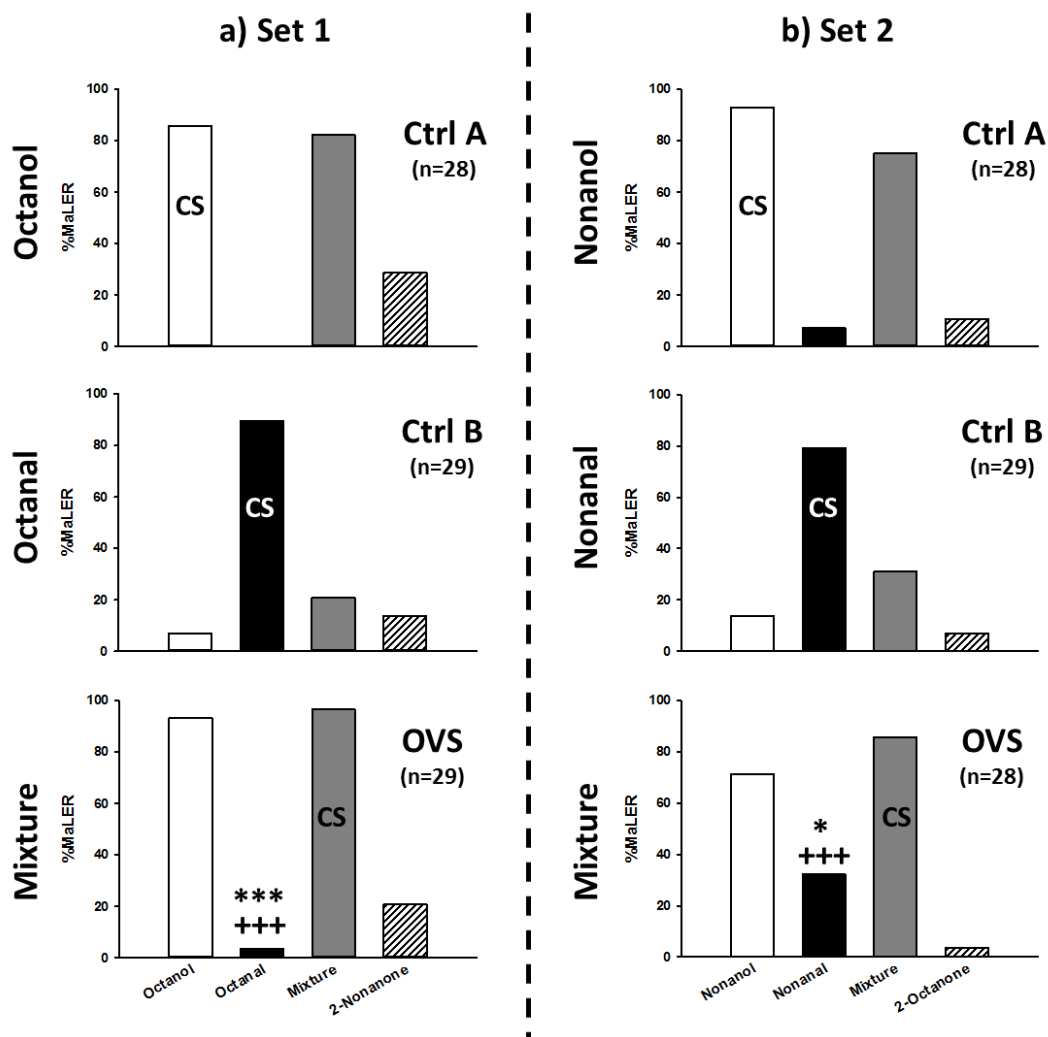 a) Set 1
b) Set 2
Octanol
%MaLER
100
80
60
40
20
0
CS
Ctrl A
(n=28)
Nonanol
%MaLER
100
80
60
40
20
0
CS
Ctrl A
(n=28)
Octanal
%MaLER
100
80
60
40
20
0
CS
Ctrl B
(n=29)
Nonanal
%MaLER
100
80
60
40
20
0
CS
Ctrl B
(n=29)
Mixture
%MaLER
100
80
60
40
20
0
***
+++
CS
OVS
(n=29)
Octanol
Octanal
Mixture
2-Nonanone
Mixture
%MaLER
100
80
60
40
20
0
*
+++
CS
OVS
(n=28)
Nonanol
Nonanal
Mixture
2-Octanone